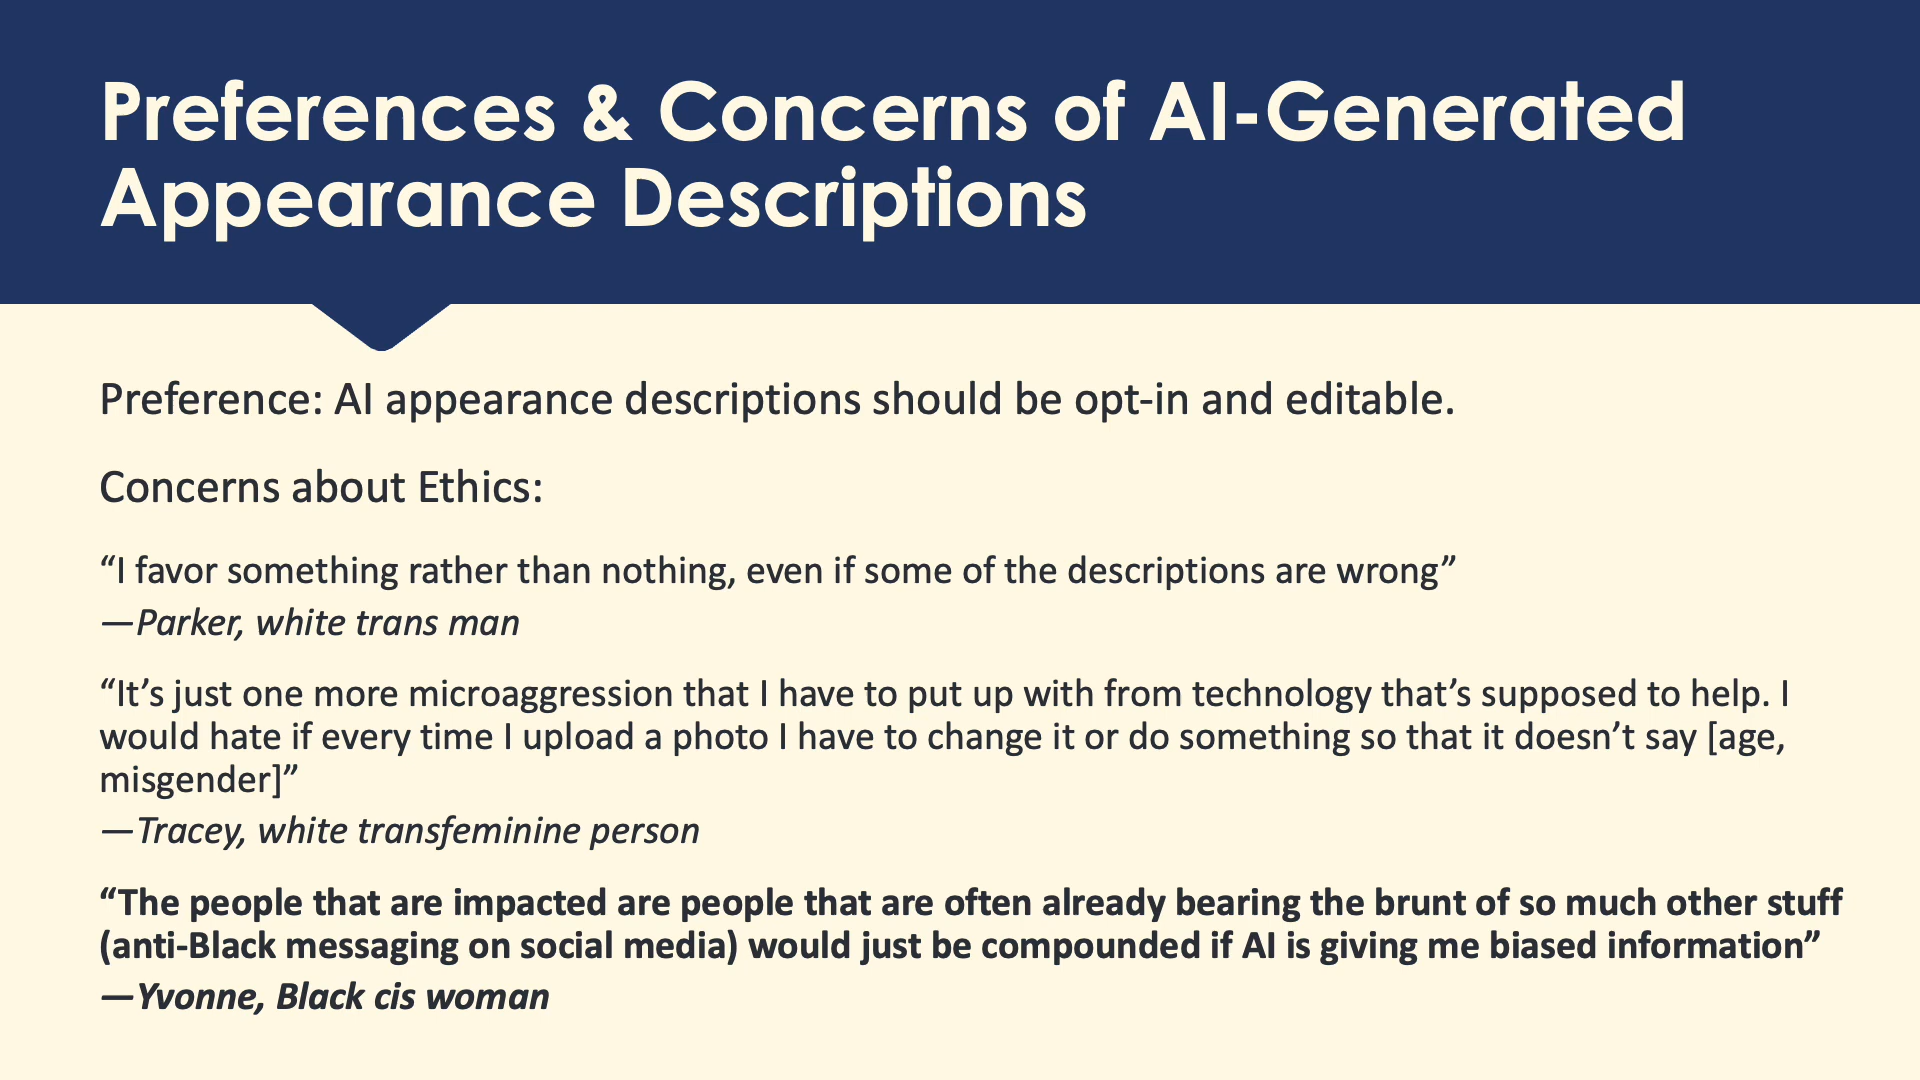 Preferences & Concerns of AI-Generated
Appearance Descriptions
Preference: AI appearance descriptions should be opt-in and editable.
Concerns about Ethics:
“I favor something rather than nothing, even if some of the descriptions are wrong”
—Parker, white trans man
“It’s just one more microaggression that I have to put up with from technology that’s supposed to help. I
would hate if every time I upload a photo I have to change it or do something so that it doesn’t say [age,
misgender]”
—Tracey, white transfeminine person
“The people that are impacted are people that are often already bearing the brunt of so much other stuff
(anti-Black messaging on social media) would just be compounded if AI is giving me biased information”
—Yvonne, Black cis woman